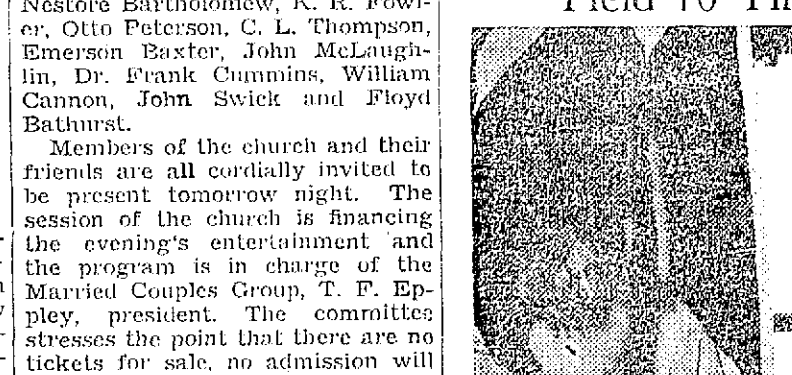 Nestore Bartholomew, K. R. Fowl-
er, Otto Peterson, C. L. Thompson,
Emerson Baxter, John McLaugh-
lin, Dr. Frank Cummins, William
Cannon, John Swick and Floyd
Bathurst.
Members of the church and their
friends are all cordially invited to
be present tomorrow night. The
session of the church is financing
the evening's entertainment and
the program is in charge of the
Married Couples Group, T. F. Ep-
pley, president. The committee
stresses the point that there are no
tickets for sale, no admission will
Field To